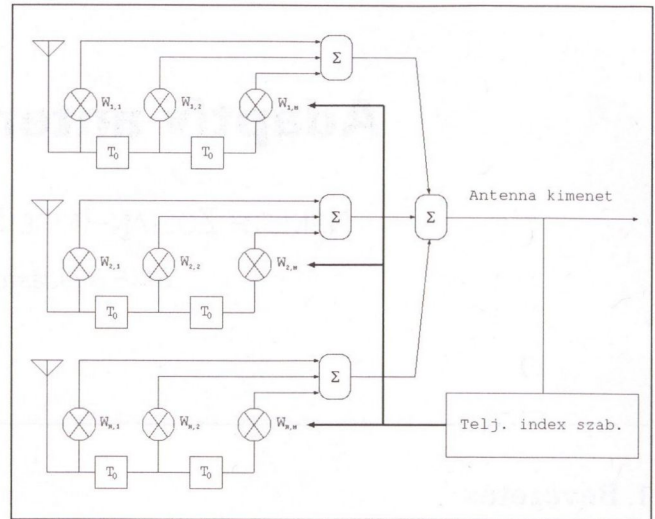 Σ
W1,1
W1,2
W1,M
T0
T0
Antenna kimenet
Σ
Σ
W2,1
W2,2
W2,M
T0
T0
Σ
WN,1
WN,2
WN,M
Telj. index szab.
T0
T0